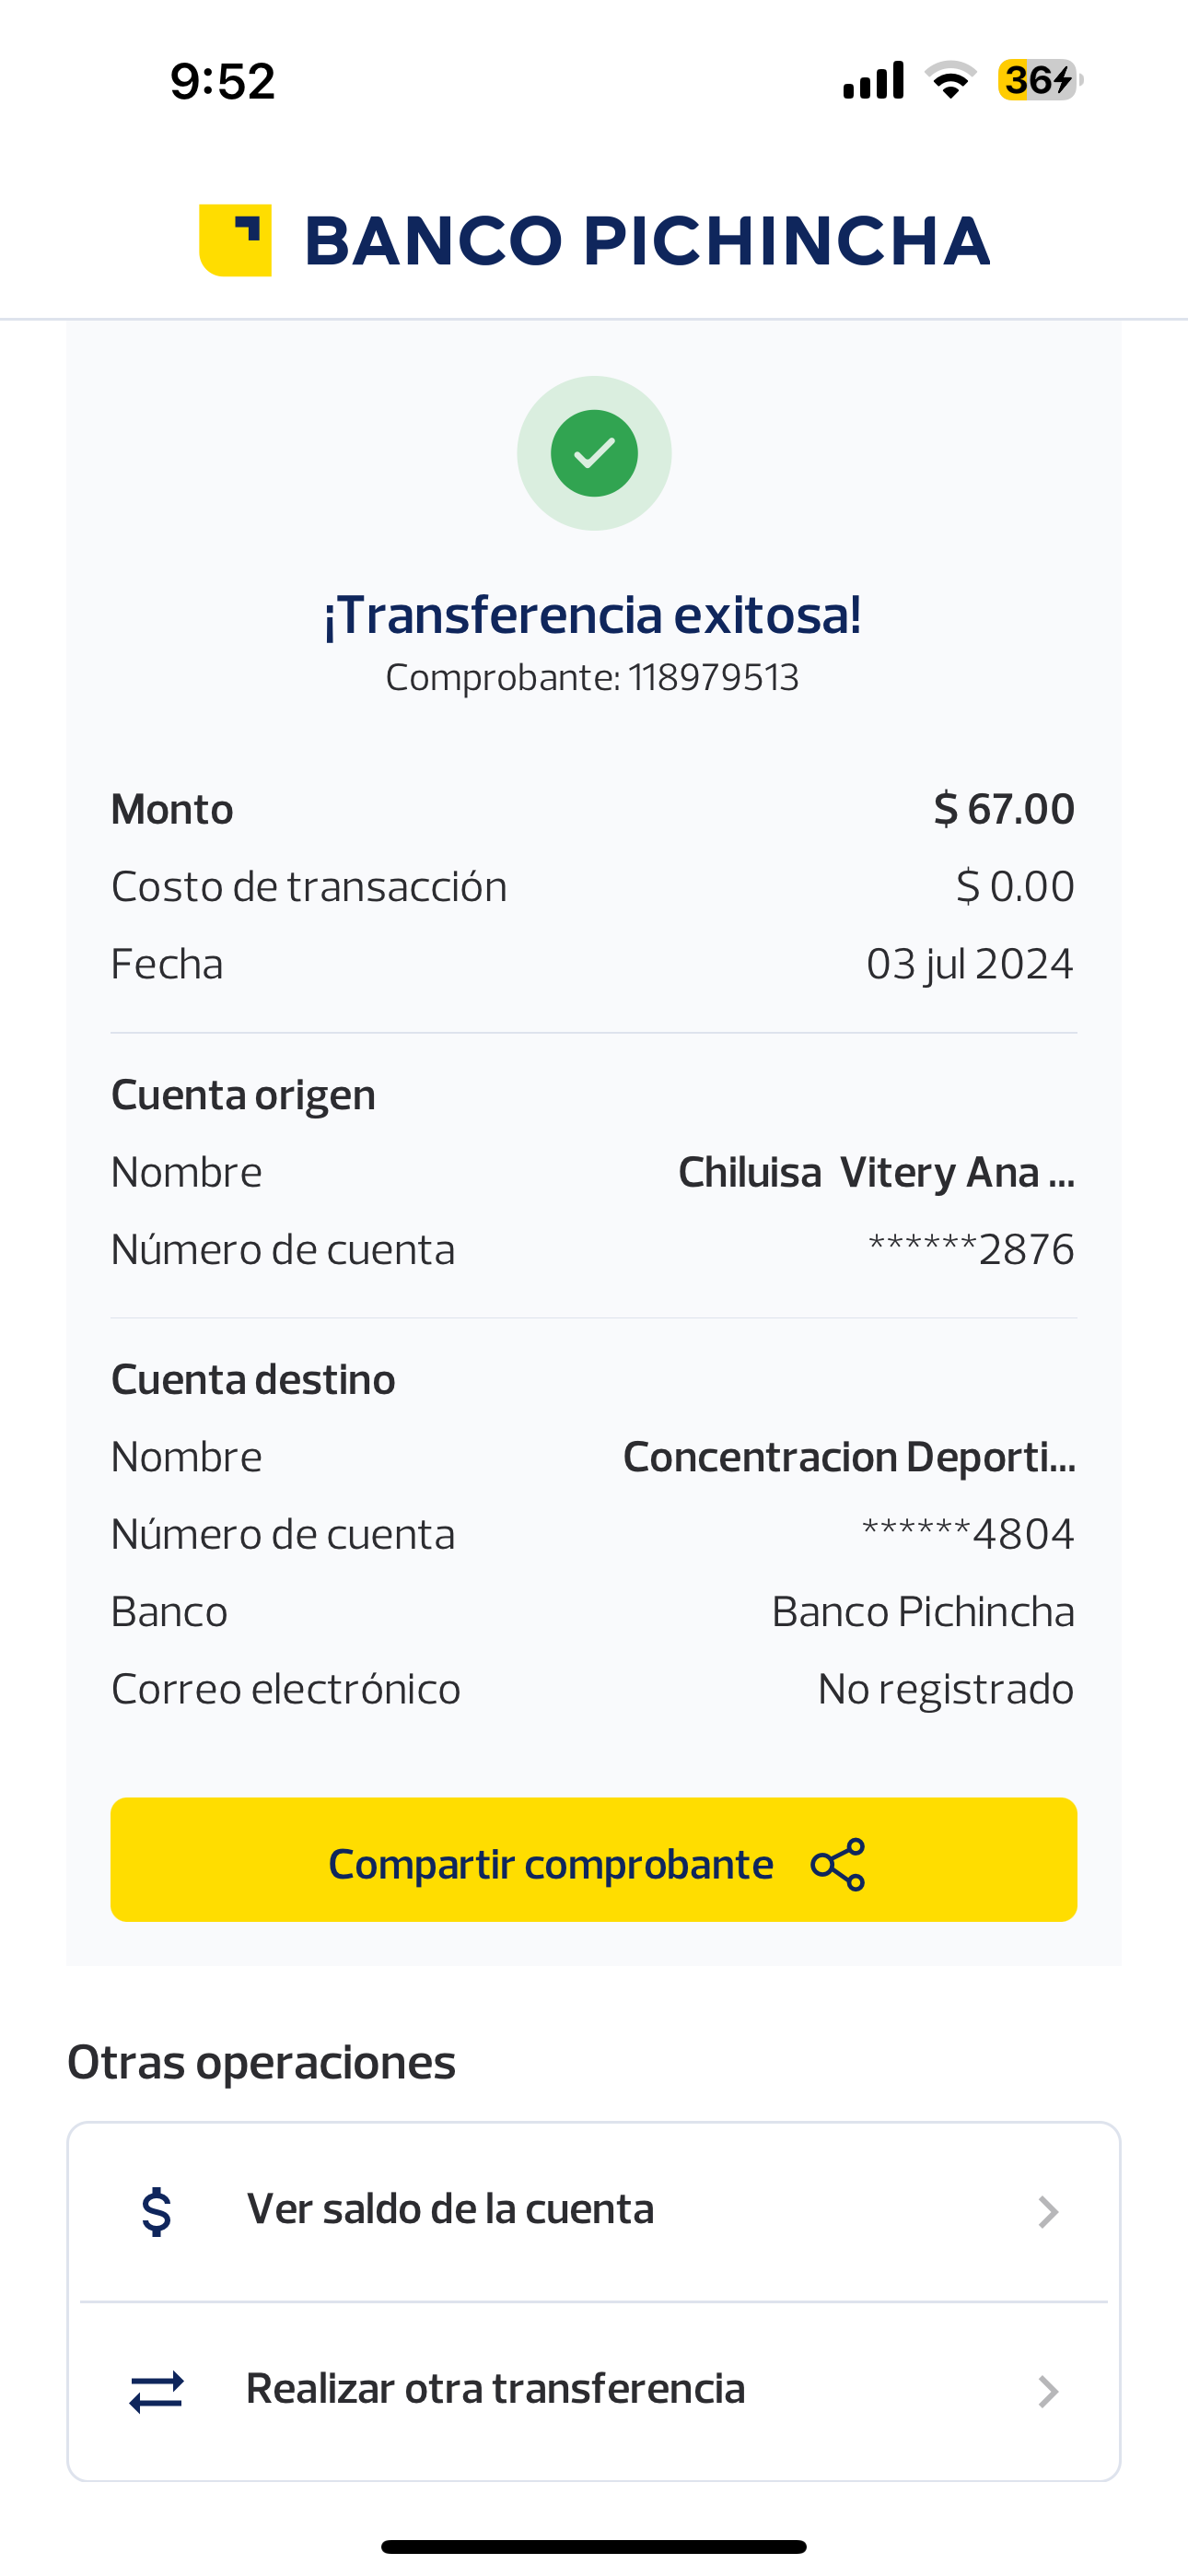 9:52
36
BANCO PICHINCHA
¡Transferencia exitosa!
Comprobante: 118979513
Monto $ 67.00
Costo de transacción $ 0.00
Fecha 03 jul 2024
Cuenta origen
Nombre Chiluisa  Vitery Ana ...
Número de cuenta ******2876
Cuenta destino
Nombre Concentracion Deporti...
Número de cuenta ******4804
Banco Banco Pichincha
Correo electrónico No registrado
Compartir comprobante
Otras operaciones
$ Ver saldo de la cuenta
Realizar otra transferencia